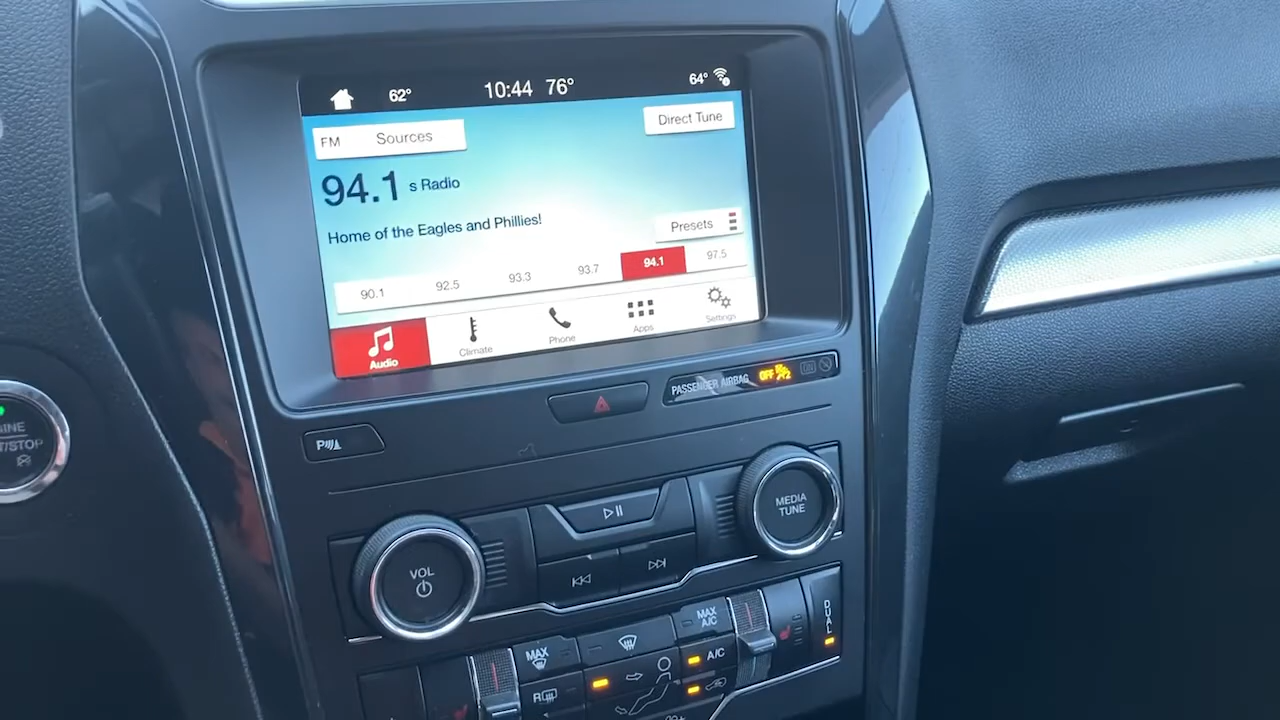 62° 10:44 76° 64°
FM Sources Direct Tune
94.1 s Radio
Home of the Eagles and Phillies!
Presets
90.1 92.5 93.3 93.7 94.1 97.5
Audio Climate Phone Apps Settings
PASSENGER AIRBAG OFF
P
T/STOP
MEDIA
TUNE
VOL
MAX
A/C
DUAL
MAX
A/C
R